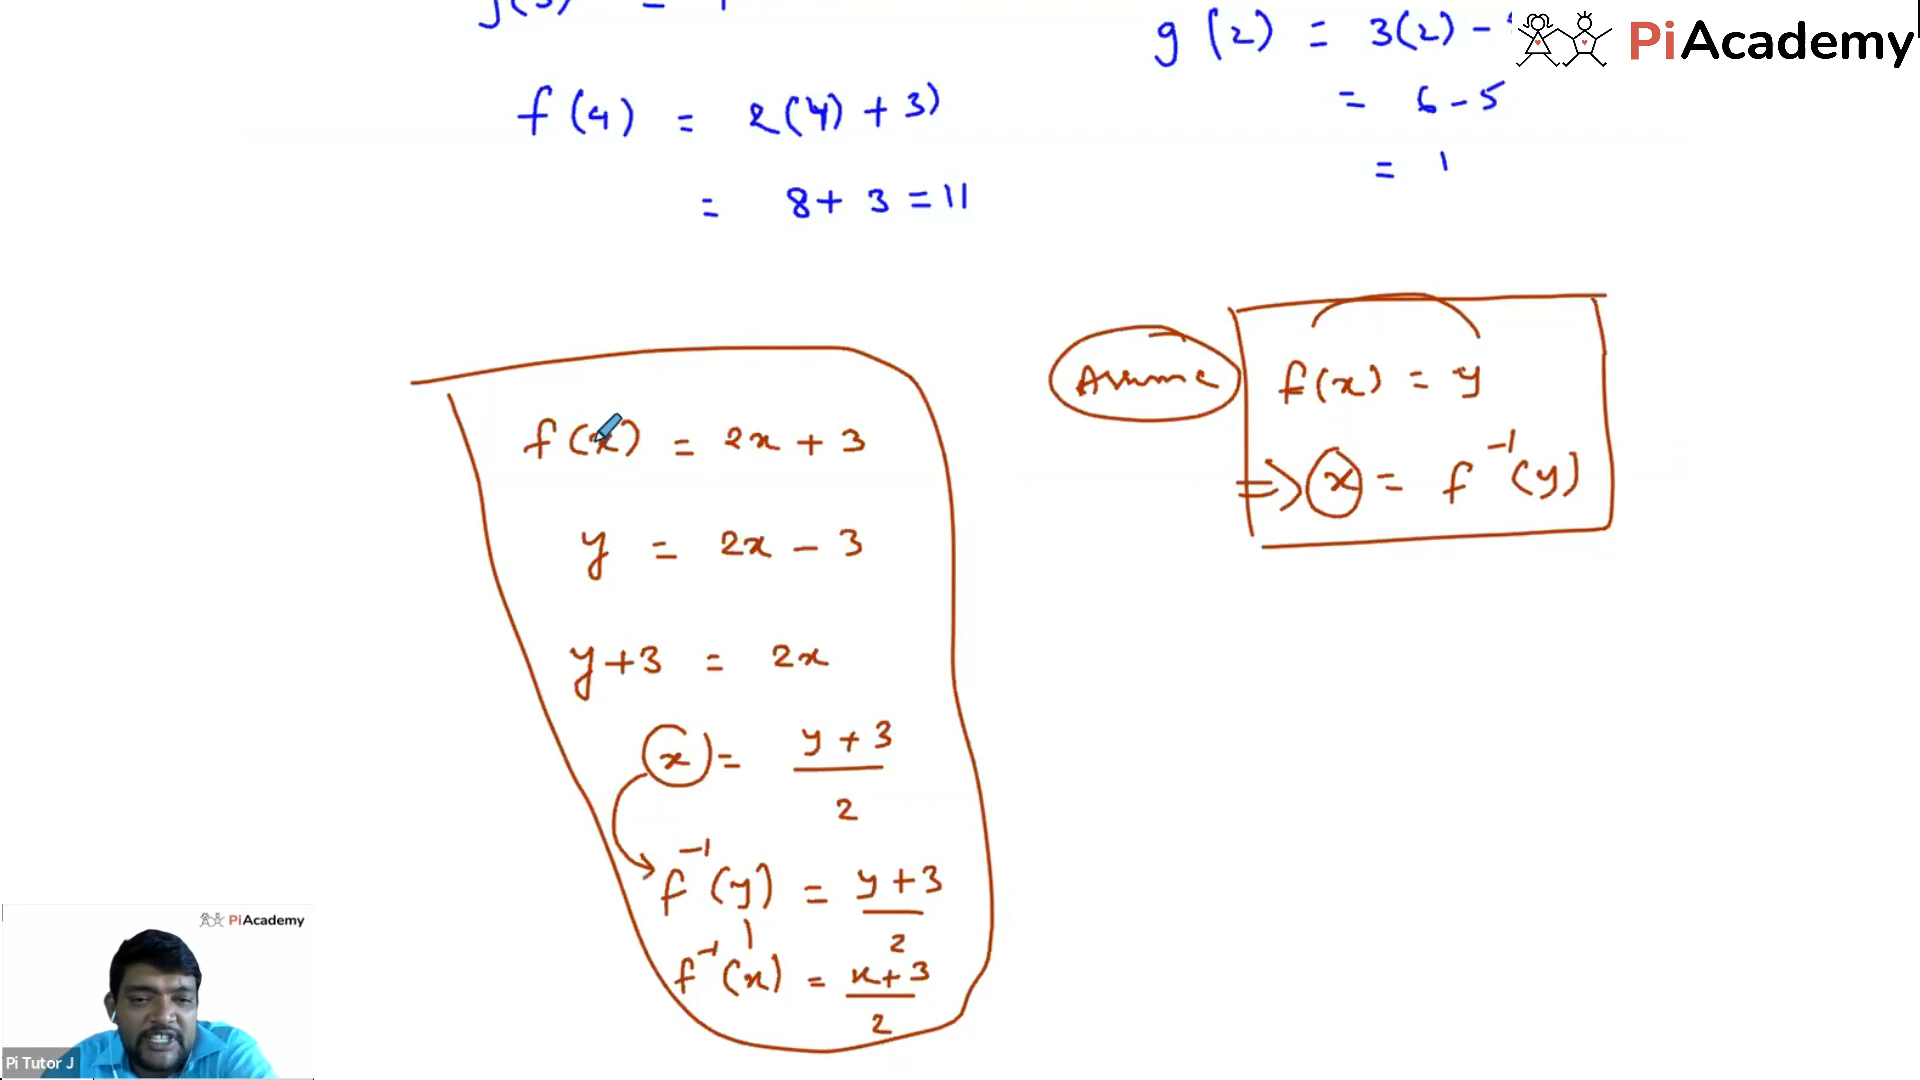 g(2) = 3(2) -
PiAcademy
f(4) = 2(4) + 3)
= 6 - 5
= 8 + 3 = 11
= 1
Assume
f(x) = y
⇒ x = f⁻¹(y)
f(x) = 2x + 3
y = 2x - 3
y + 3 = 2x
x = y + 3 / 2
f⁻¹(y) = y + 3 / 2
f⁻¹(x) = x + 3 / 2
PiAcademy
Pi Tutor J